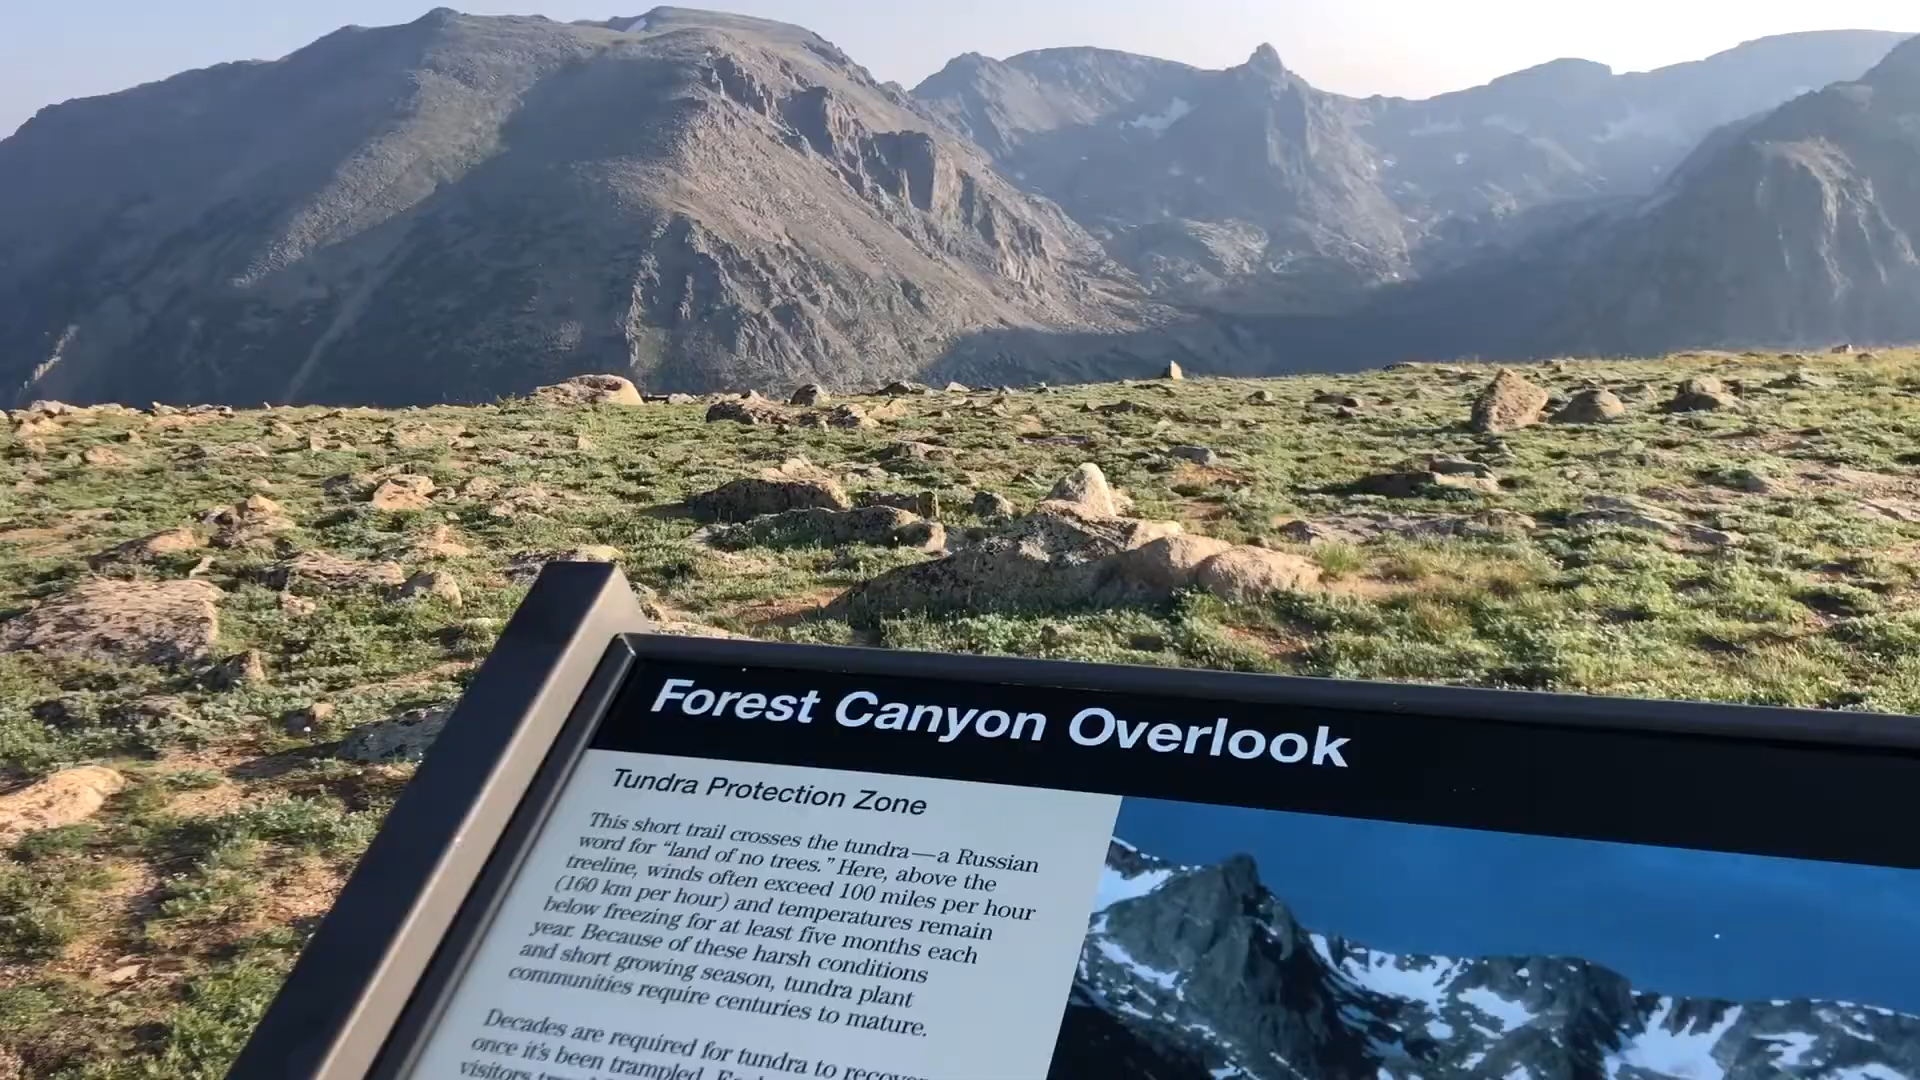 Forest Canyon Overlook
Tundra Protection Zone
This short trail crosses the tundra—a Russian
word for “land of no trees.” Here, above the
treeline, winds often exceed 100 miles per hour
(160 km per hour) and temperatures remain
below freezing for at least five months each
year. Because of these harsh conditions
and short growing season, tundra plant
communities require centuries to mature.
Decades are required for tundra to recover
once it’s been trampled.
visitors